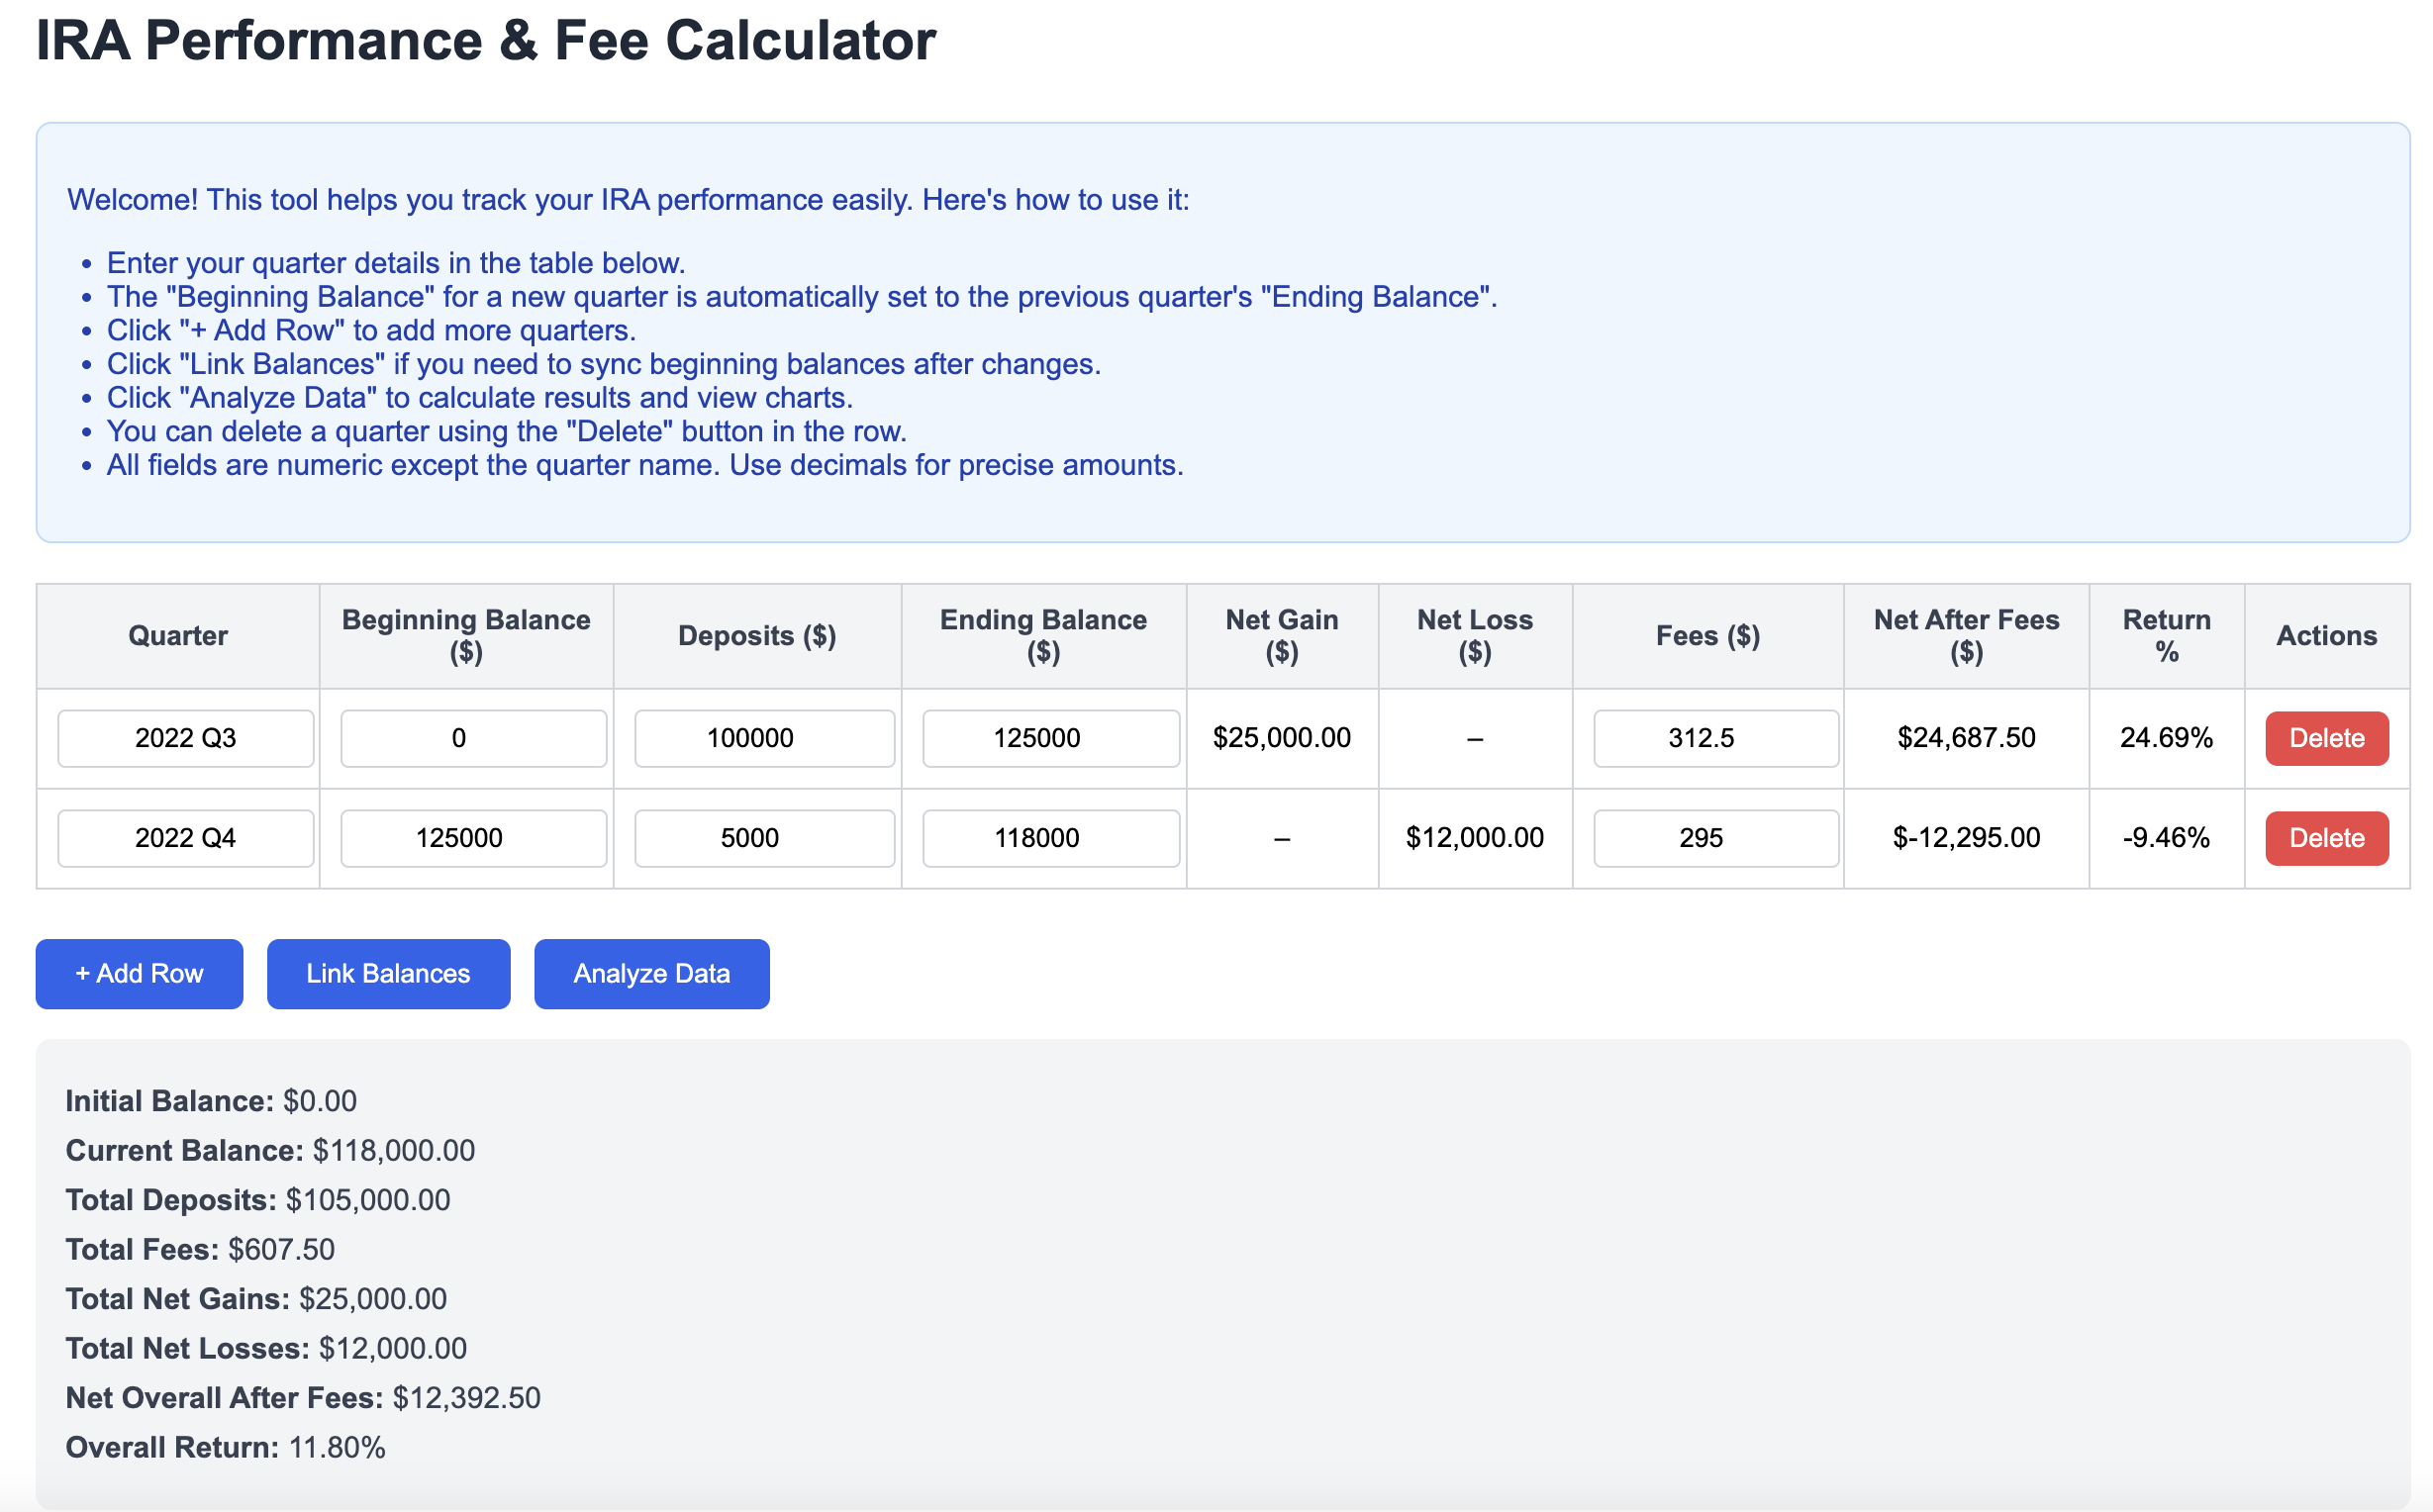 IRA Performance & Fee Calculator
Welcome! This tool helps you track your IRA performance easily. Here's how to use it:
• Enter your quarter details in the table below.
• The "Beginning Balance" for a new quarter is automatically set to the previous quarter's "Ending Balance".
• Click "+ Add Row" to add more quarters.
• Click "Link Balances" if you need to sync beginning balances after changes.
• Click "Analyze Data" to calculate results and view charts.
• You can delete a quarter using the "Delete" button in the row.
• All fields are numeric except the quarter name. Use decimals for precise amounts.
Quarter Beginning Balance ($) Deposits ($) Ending Balance ($) Net Gain ($) Net Loss ($) Fees ($) Net After Fees ($) Return % Actions
2022 Q3 0 100000 125000 $25,000.00 – 312.5 $24,687.50 24.69% Delete
2022 Q4 125000 5000 118000 – $12,000.00 295 $-12,295.00 -9.46% Delete
+ Add Row Link Balances Analyze Data
Initial Balance: $0.00
Current Balance: $118,000.00
Total Deposits: $105,000.00
Total Fees: $607.50
Total Net Gains: $25,000.00
Total Net Losses: $12,000.00
Net Overall After Fees: $12,392.50
Overall Return: 11.80%